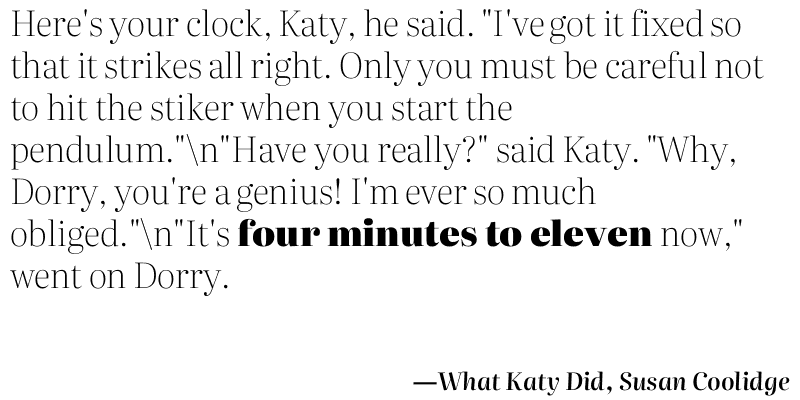 Here's your clock, Katy, he said. "I've got it fixed so
that it strikes all right. Only you must be careful not
to hit the stiker when you start the
pendulum."\n"Have you really?" said Katy. "Why,
Dorry, you're a genius! I'm ever so much
obliged."\n"It's four minutes to eleven now,"
went on Dorry.
—What Katy Did, Susan Coolidge